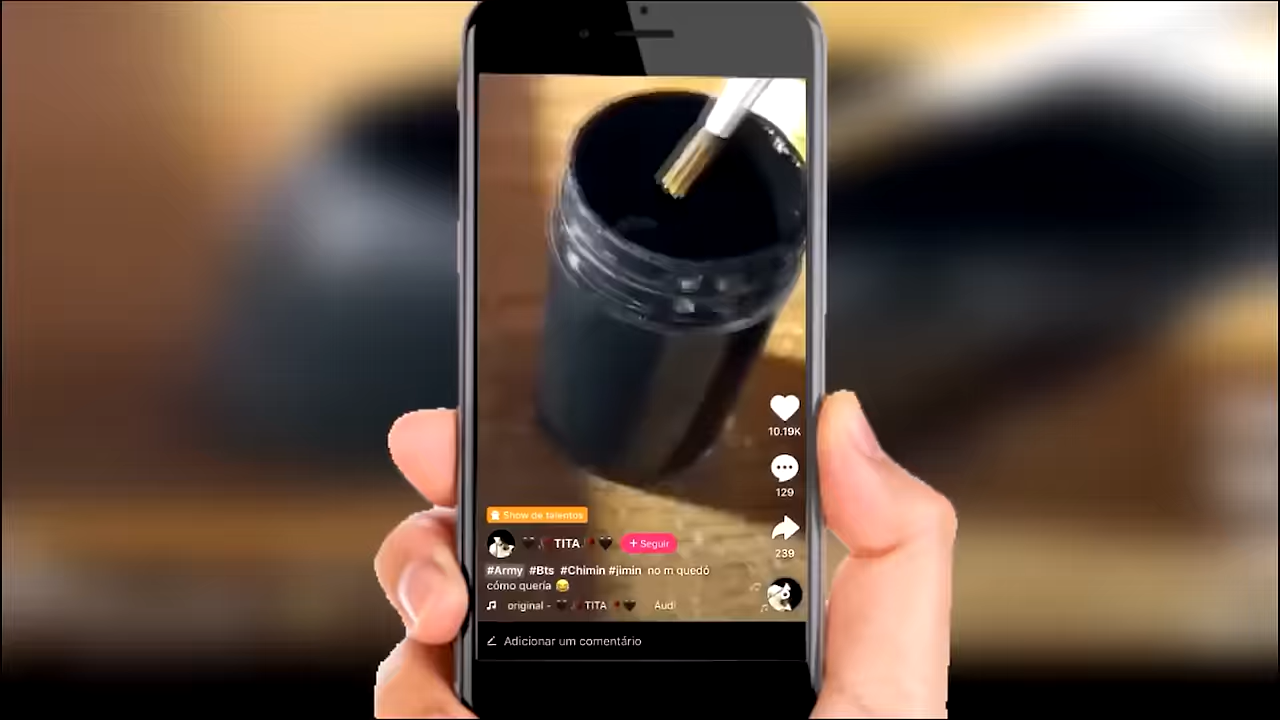 10.19K
129
239
Show de talentos
TITA + Seguir
#Army #Bts #Chimin #jimin no m quedó
cómo quería 😂
original - TITA Audi
Adicionar um comentário